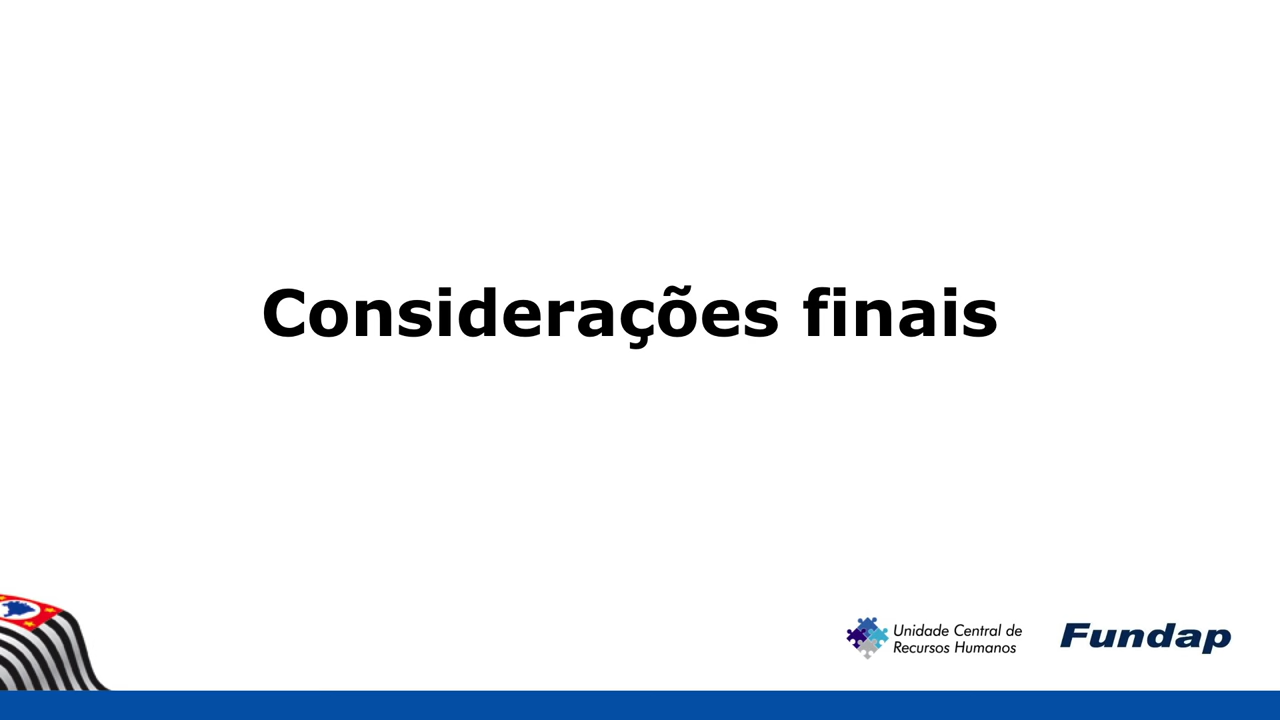 Considerações finais
Unidade Central de
Recursos Humanos
Fundap